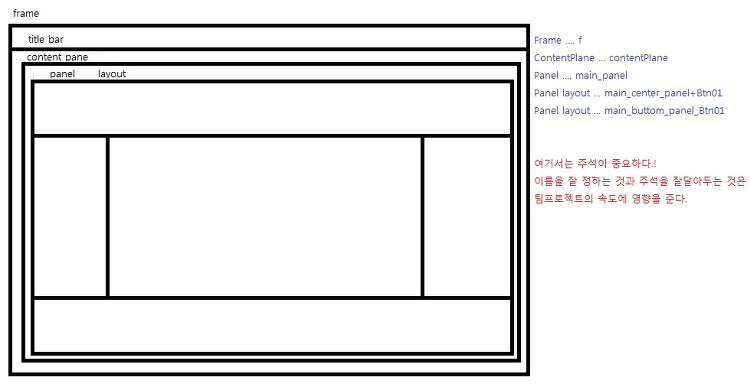 frame
title bar
content pane
panel layout
Frame .... f
ContentPlane ... contentPlane
Panel .... main_panel
Panel layout ... main_center_panel+Btn01
Panel layout ... main_buttom_panel_Btn01
여기서는 주석이 중요하다.!
이름을 잘 정하는 것과 주석을 잘달아두는 것은
팀프로젝트의 속도에 영향을 준다.